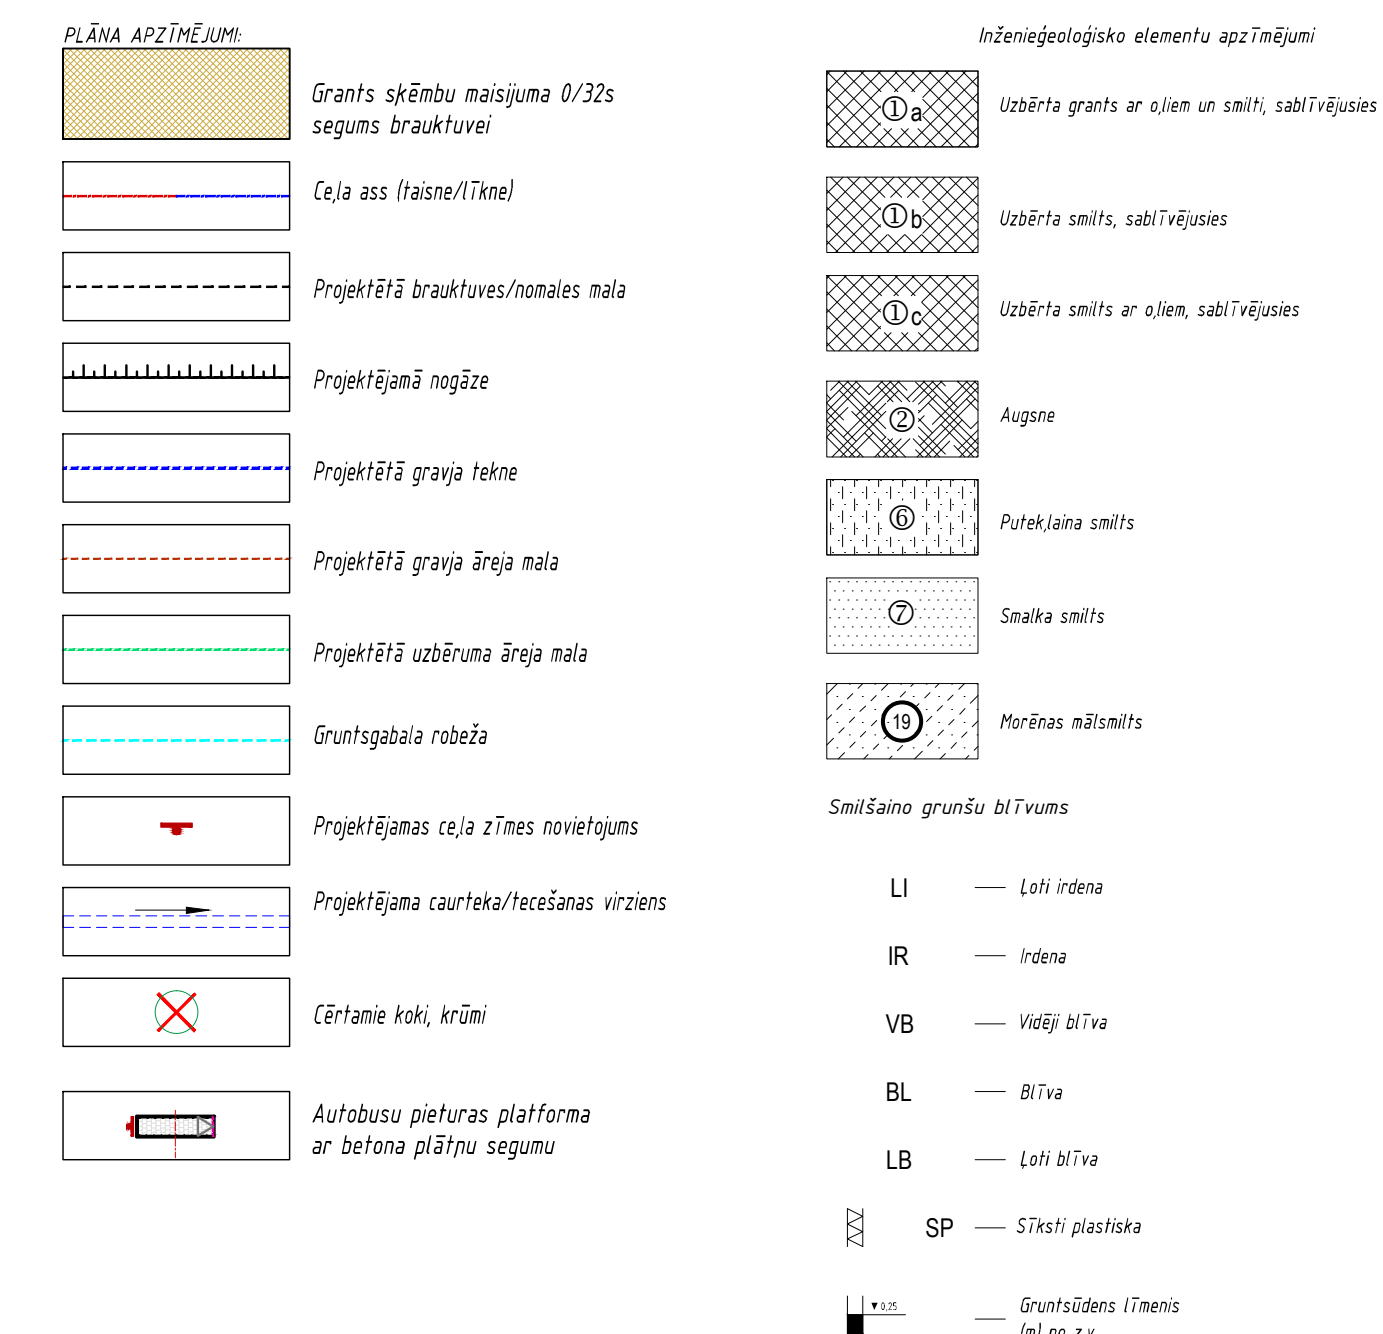 PLĀNA APZĪMĒJUMI:
Grants šķēmbu maisijuma 0/32s
segums brauktuvei
Ceļa ass (taisne/līkne)
Projektētā brauktuves/nomales mala
Projektējamā nogāze
Projektētā gravja tekne
Projektētā gravja āreja mala
Projektētā uzbēruma āreja mala
Gruntsgabala robeža
Projektējamas ceļa zīmes novietojums
Projektējama caurteka/tecešanas virziens
Cērtamie koki, krūmi
Autobusu pieturas platforma
ar betona plātņu segumu
Inženieģeoloģisko elementu apzīmējumi
①a Uzbērta grants ar oļiem un smilti, sablīvējusies
①b Uzbērta smilts, sablīvējusies
①c Uzbērta smilts ar oļiem, sablīvējusies
② Augsne
⑥ Putekļaina smilts
⑦ Smalka smilts
19 Morēnas mālsmilts
Smilšaino grunšu blīvums
LI — Ļoti irdena
IR — Irdena
VB — Vidēji blīva
BL — Blīva
LB — Ļoti blīva
SP — Sīksti plastiska
▼ 0,25 — Gruntsūdens līmenis
(m) no z.v.